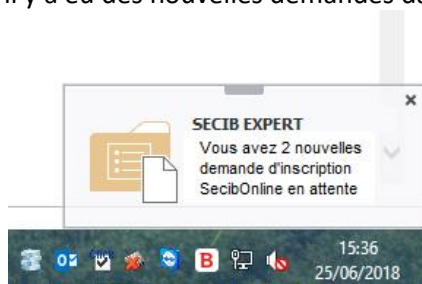 il y a eu des nouvelles demandes
SECIB EXPERT
Vous avez 2 nouvelles
demande d'inscription
SecibOnline en attente
B
15:36
25/06/2018